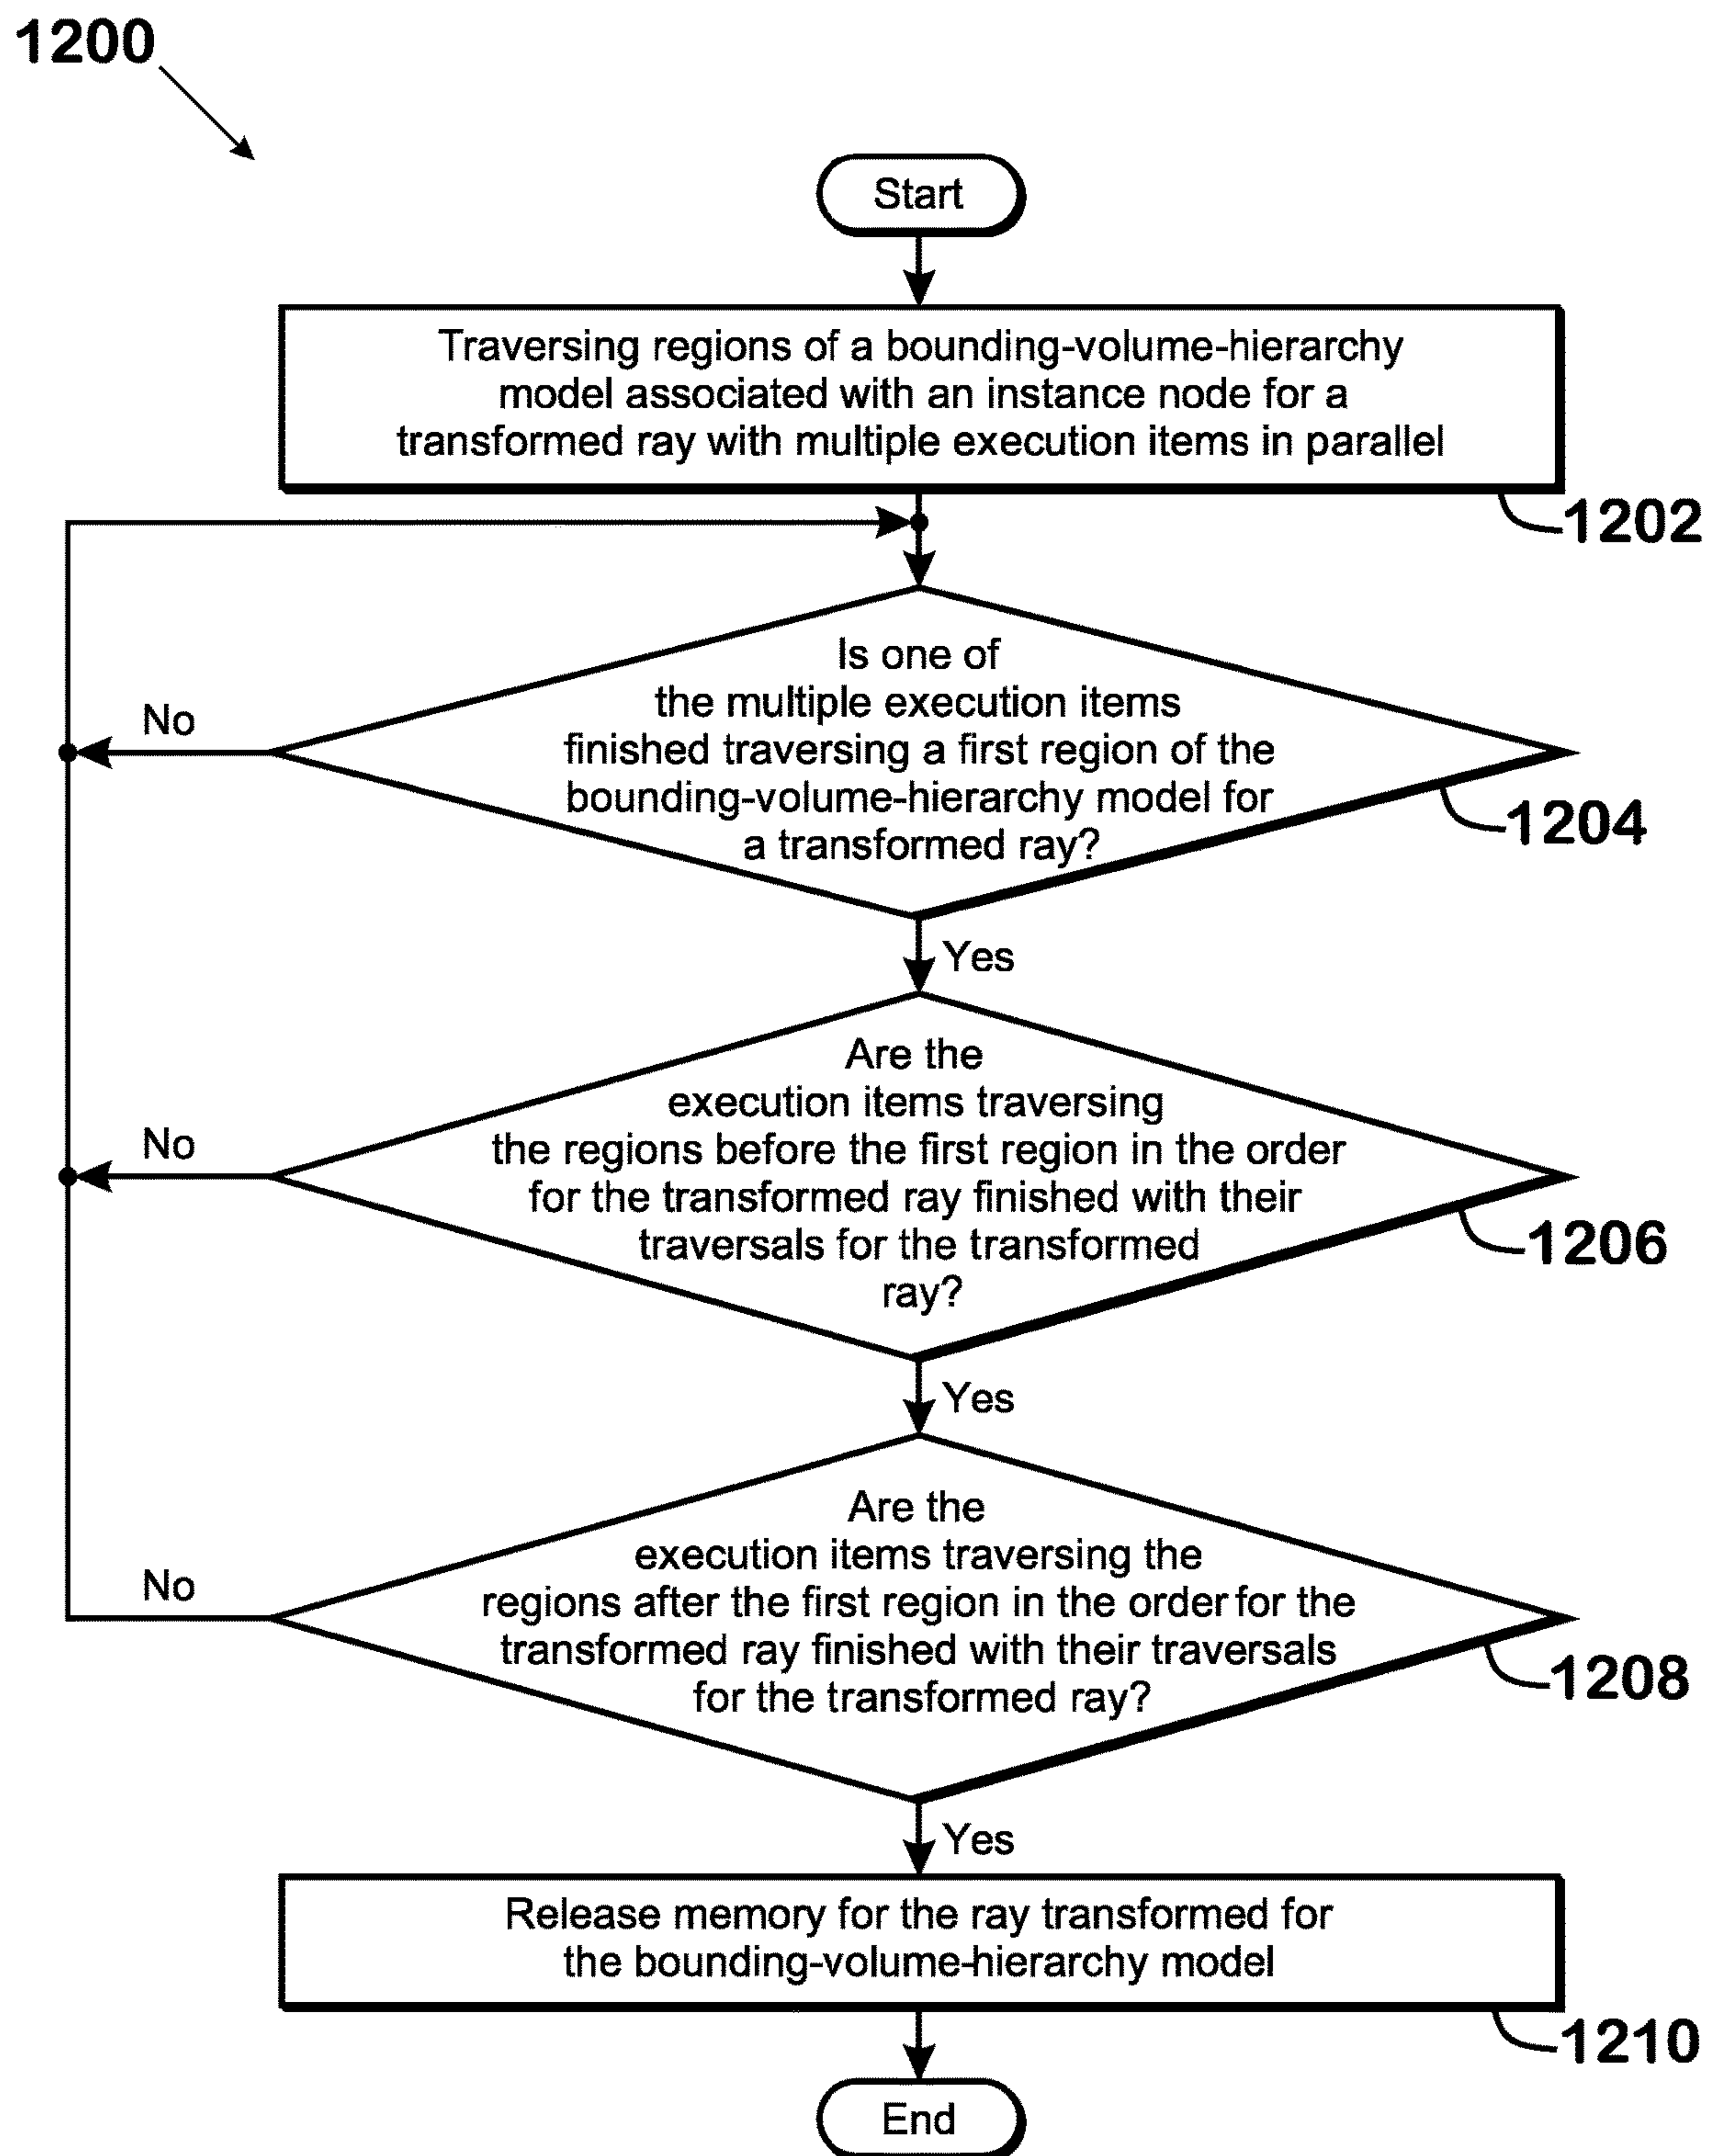 1200
Start
Traversing regions of a bounding-volume-hierarchy
model associated with an instance node for a
transformed ray with multiple execution items in parallel
1202
Is one of
the multiple execution items
finished traversing a first region of the
bounding-volume-hierarchy model for
a transformed ray?
No
1204
Yes
Are the
execution items traversing
the regions before the first region in the order
for the transformed ray finished with their
traversals for the transformed
ray?
No
1206
Yes
Are the
execution items traversing the
regions after the first region in the order for the
transformed ray finished with their traversals
for the transformed ray?
No
1208
Yes
Release memory for the ray transformed for
the bounding-volume-hierarchy model
1210
End